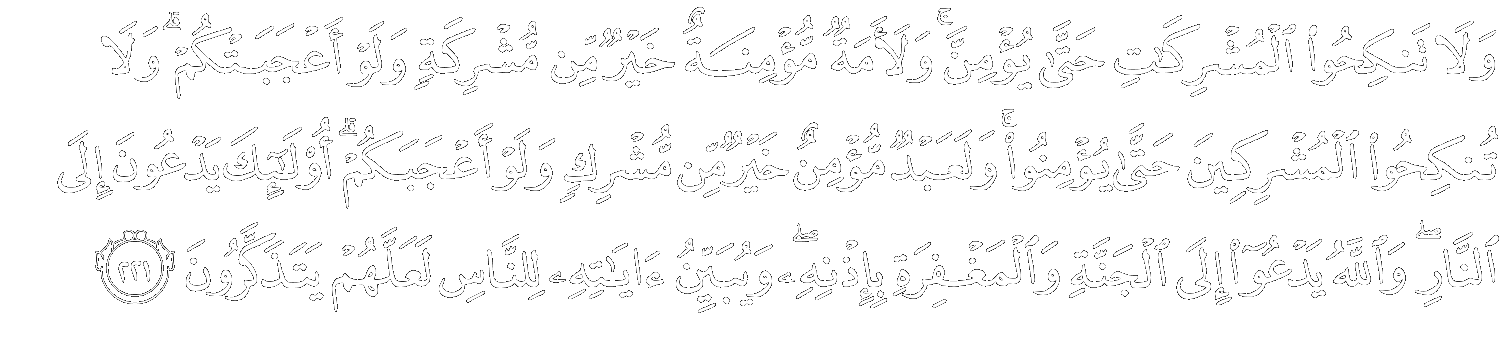 وَلَا تَنكِحُوا۟ ٱلْمُشْرِكَٰتِ حَتَّىٰ يُؤْمِنَّ ۚ وَلَأَمَةٌ مُّؤْمِنَةٌ خَيْرٌ مِّن مُّشْرِكَةٍ وَلَوْ أَعْجَبَتْكُمْ ۗ وَلَا
تُنكِحُوا۟ ٱلْمُشْرِكِينَ حَتَّىٰ يُؤْمِنُوا۟ ۚ وَلَعَبْدٌ مُّؤْمِنٌ خَيْرٌ مِّن مُّشْرِكٍ وَلَوْ أَعْجَبَكُمْ ۗ أُو۟لَٰٓئِكَ يَدْعُونَ إِلَى
ٱلنَّارِ ۖ وَٱللَّهُ يَدْعُوٓا۟ إِلَى ٱلْجَنَّةِ وَٱلْمَغْفِرَةِ بِإِذْنِهِۦ ۖ وَيُبَيِّنُ ءَايَٰتِهِۦ لِلنَّاسِ لَعَلَّهُمْ يَتَذَكَّرُونَ ٢٢١